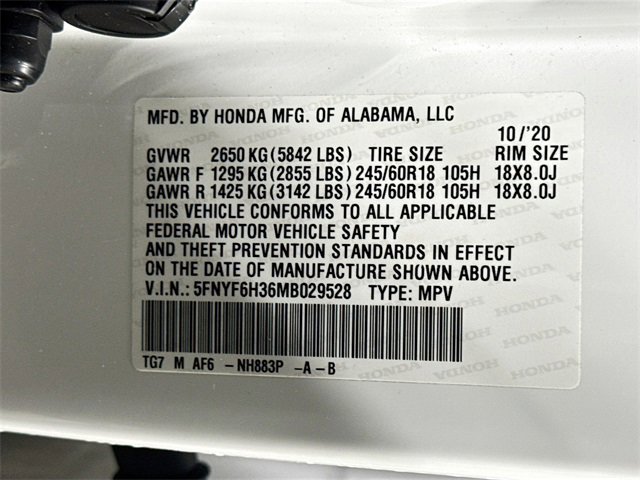 MFD. BY HONDA MFG. OF ALABAMA, LLC
10/'20
GVWR 2650 KG(5842 LBS) TIRE SIZE RIM SIZE
GAWR F 1295 KG(2855 LBS)245/60R18 105H 18X8.0J
GAWR R 1425 KG(3142 LBS)245/60R18 105H 18X8.0J
THIS VEHICLE CONFORMS TO ALL APPLICABLE
FEDERAL MOTOR VEHICLE SAFETY
AND THEFT PREVENTION STANDARDS IN EFFECT
ON THE DATE OF MANUFACTURE SHOWN ABOVE.
V.I.N.: 5FNYF6H36MB029528 TYPE: MPV
TG7 M AF6 -NH883P -A-B